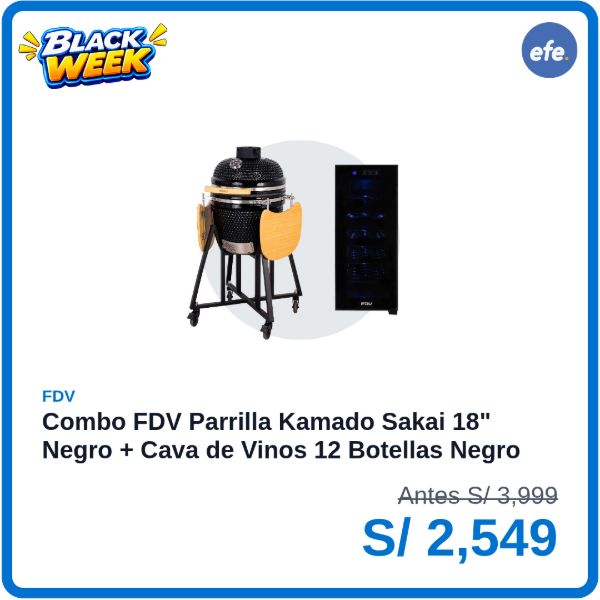 BLACK
WEEK
efe.
FDV
FDV
Combo FDV Parrilla Kamado Sakai 18"
Negro + Cava de Vinos 12 Botellas Negro
Antes S/ 3,999
S/ 2,549